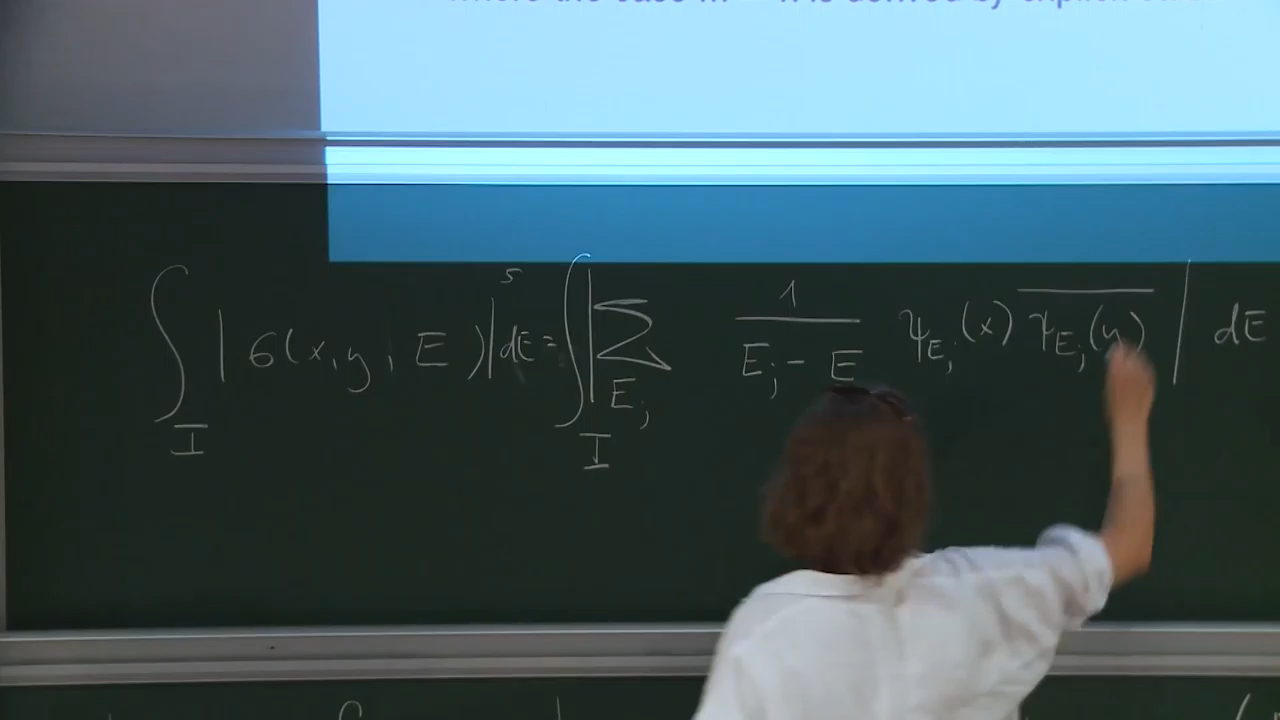 ∫_I |G(x, y, E)|^s dE = ∫_I |∑_{E_j} 1/(E_j − E) ψ_{E_j}(x) \overline{ψ_{E_j}(y)}| dE